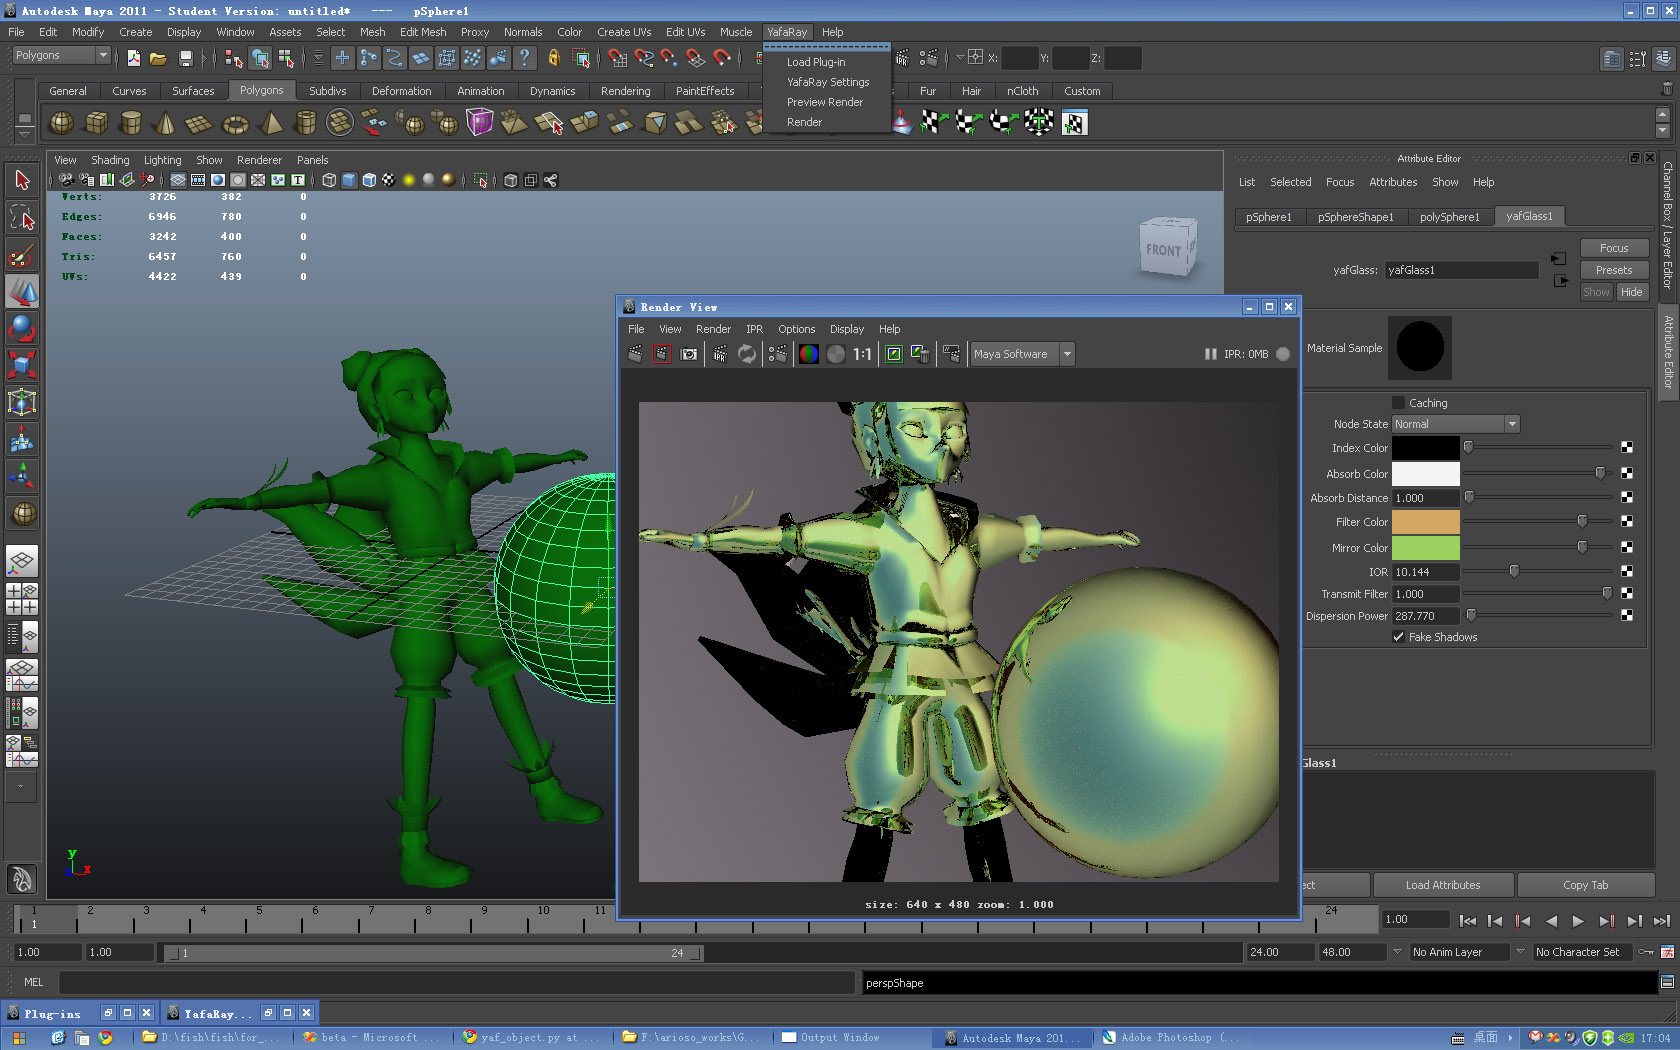 Autodesk Maya 2011 - Student Version: untitled* --- pSphere1
File Edit Modify Create Display Window Assets Select Mesh Edit Mesh Proxy Normals Color Create UVs Edit UVs Muscle YafaRay Help
Polygons X: Y: Z:
Load Plug-in
YafaRay Settings
Preview Render
Render
General Curves Surfaces Polygons Subdivs Deformation Animation Dynamics Rendering PaintEffects Fur Hair nCloth Custom
View Shading Lighting Show Renderer Panels
Verts: 3726 382 0
Edges: 6946 780 0
Faces: 3242 400 0
Tris: 6457 760 0
UVs: 4422 439 0
FRONT
y
x
Attribute Editor
List Selected Focus Attributes Show Help
pSphere1 pSphereShape1 polySphere1 yafGlass1
yafGlass: yafGlass1
Focus
Presets
Show Hide
Material Sample
Caching
Node State Normal
Index Color
Absorb Color
Absorb Distance 1.000
Filter Color
Mirror Color
IOR 10.144
Transmit Filter 1.000
Dispersion Power 287.770
Fake Shadows
Glass1
ect Load Attributes Copy Tab
Channel Box / Layer Editor
Attribute Editor
Render View
File View Render IPR Options Display Help
IPR 1:1 Maya Software IPR: 0MB
size: 640 x 480 zoom: 1.000
1 2 3 4 5 6 7 8 9 10 11 24
1 1.00
1.00 1.00 1 24 24.00 48.00 No Anim Layer No Character Set
MEL perspShape
Plug-ins YafaRay...
D:\fish\fish\for_... beta - Microsoft ... yaf_object.py at ... F:\arioso_works\G... Output Window Autodesk Maya 201... Adobe Photoshop (... 桌面 17:04